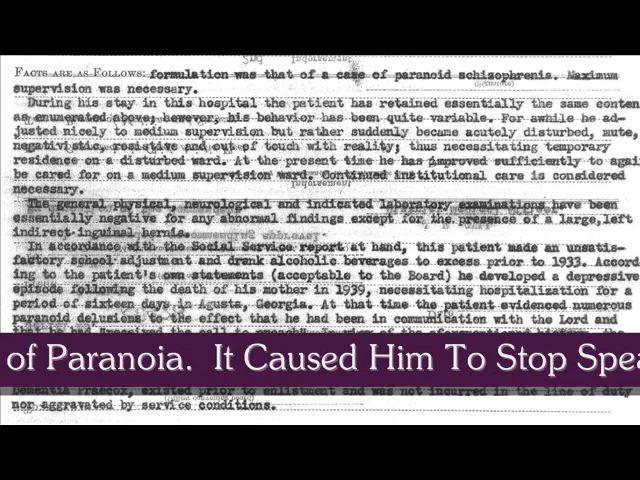 FACTS ARE AS FOLLOWS: formulation was that of a case of paranoid schizophrenia. Maximum
supervision was necessary.
During his stay in this hospital the patient has retained essentially the same conten
as enumerated above; however, his behavior has been quite variable. For awhile he ad-
justed nicely to medium supervision but rather suddenly became acutely disturbed, mute,
negativistic, resistive and out of touch with reality; thus necessitating temporary
residence on a disturbed ward. At the present time he has improved sufficiently to agai
be cared for on a medium supervision ward. Continued institutional care is considered
necessary.
The general physical, neurological and indicated laboratory examinations have been
essentially negative for any abnormal findings except for the presence of a large, left
indirect inguinal hernia.
In accordance with the Social Service report at hand, this patient made an unsatis-
factory school adjustment and drank alcoholic beverages to excess prior to 1933. Accord
ing to the patient's own statements (acceptable to the Board) he developed a depressive
episode following the death of his mother in 1939, necessitating hospitalization for a
period of sixteen days in Agusta, Georgia. At that time the patient evidenced numerous
paranoid delusions to the effect that he had been in communication with the Lord and
that he had
of Paranoia. It Caused Him To Stop Spea
Dementia Praecox, existed prior to enlistment and was not incurred in the line of duty
nor aggravated by service conditions.